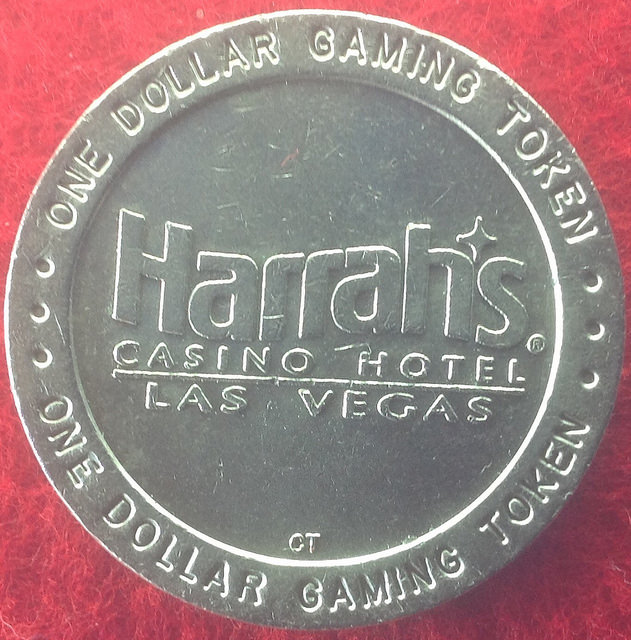 ONE DOLLAR GAMING TOKEN
Harrah's®
CASINO HOTEL
LAS VEGAS
CT
ONE DOLLAR GAMING TOKEN